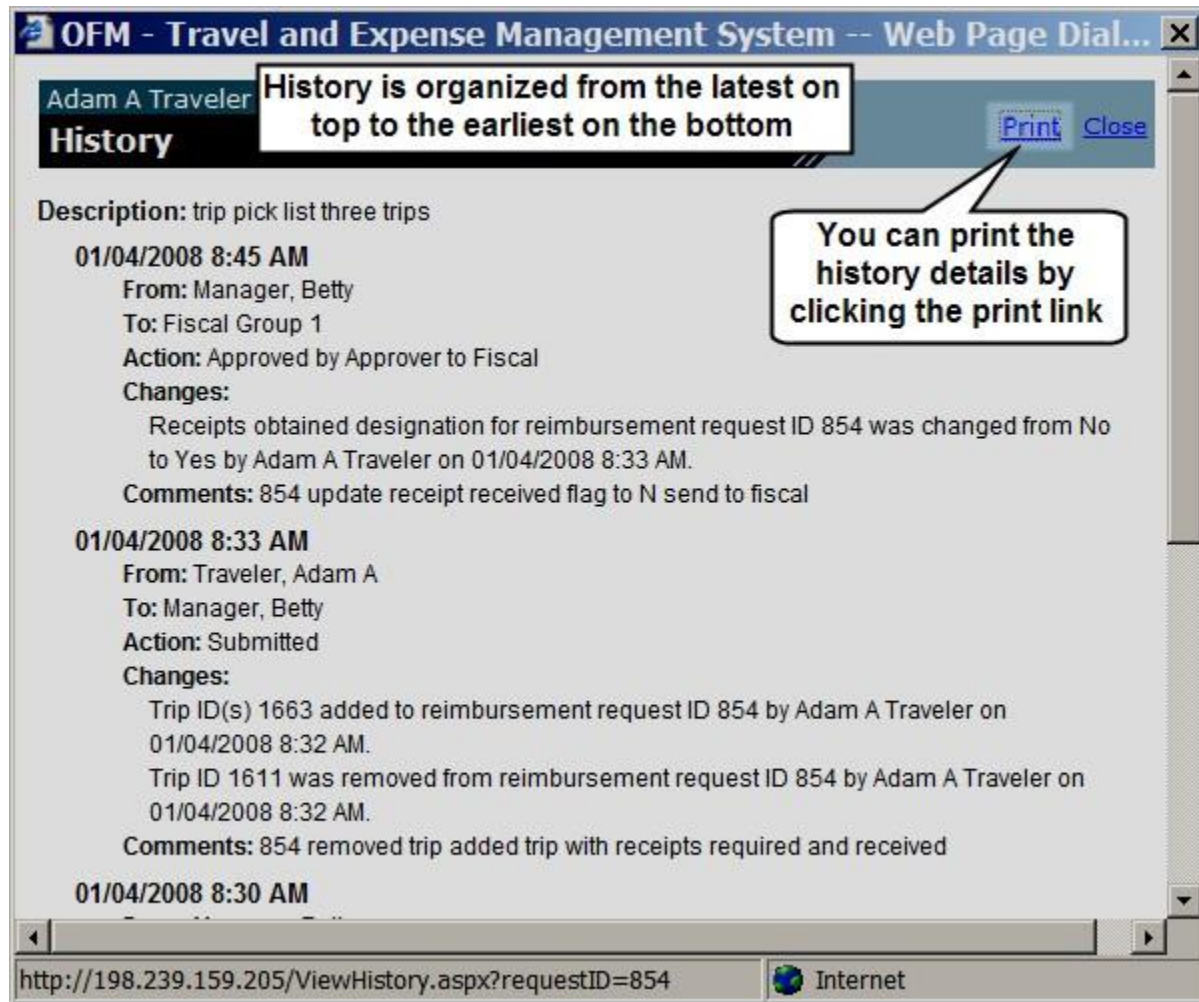 OFM - Travel and Expense Management System -- Web Page Dial...
Adam A Traveler
History
History is organized from the latest on
top to the earliest on the bottom
Print Close
You can print the
history details by
clicking the print link
Description: trip pick list three trips
01/04/2008 8:45 AM
From: Manager, Betty
To: Fiscal Group 1
Action: Approved by Approver to Fiscal
Changes:
Receipts obtained designation for reimbursement request ID 854 was changed from No
to Yes by Adam A Traveler on 01/04/2008 8:33 AM.
Comments: 854 update receipt received flag to N send to fiscal
01/04/2008 8:33 AM
From: Traveler, Adam A
To: Manager, Betty
Action: Submitted
Changes:
Trip ID(s) 1663 added to reimbursement request ID 854 by Adam A Traveler on
01/04/2008 8:32 AM.
Trip ID 1611 was removed from reimbursement request ID 854 by Adam A Traveler on
01/04/2008 8:32 AM.
Comments: 854 removed trip added trip with receipts required and received
01/04/2008 8:30 AM
http://198.239.159.205/ViewHistory.aspx?requestID=854
Internet